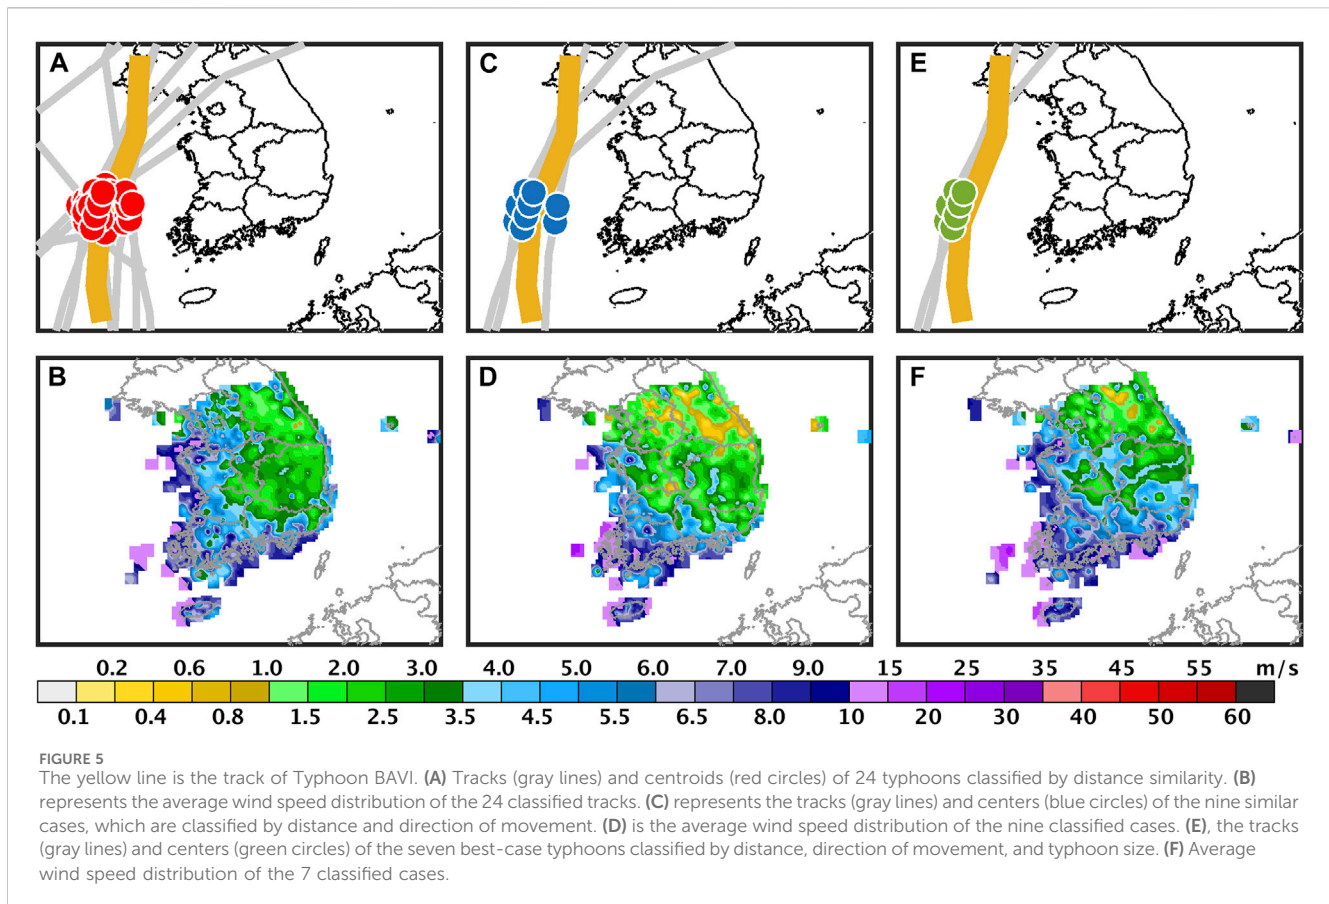 A
C
E
B
D
F
0.2 0.6 1.0 2.0 3.0 4.0 5.0 6.0 7.0 9.0 15 25 35 45 55 m/s
0.1 0.4 0.8 1.5 2.5 3.5 4.5 5.5 6.5 8.0 10 20 30 40 50 60
FIGURE 5
The yellow line is the track of Typhoon BAVI. (A) Tracks (gray lines) and centroids (red circles) of 24 typhoons classified by distance similarity. (B)
represents the average wind speed distribution of the 24 classified tracks. (C) represents the tracks (gray lines) and centers (blue circles) of the nine similar
cases, which are classified by distance and direction of movement. (D) is the average wind speed distribution of the nine classified cases. (E), the tracks
(gray lines) and centers (green circles) of the seven best-case typhoons classified by distance, direction of movement, and typhoon size. (F) Average
wind speed distribution of the 7 classified cases.